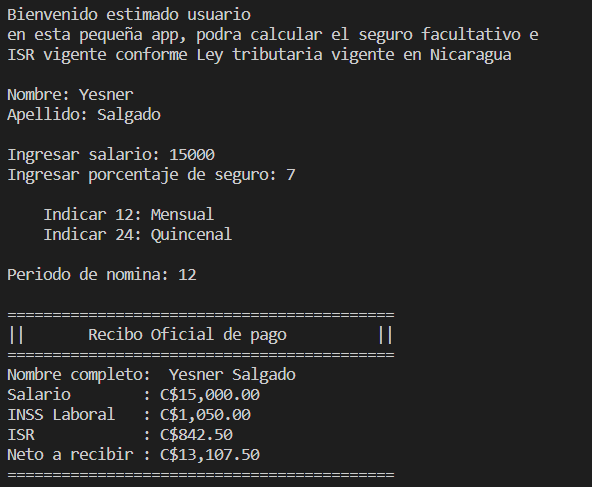 Bienvenido estimado usuario
en esta pequeña app, podra calcular el seguro facultativo e
ISR vigente conforme Ley tributaria vigente en Nicaragua
Nombre: Yesner
Apellido: Salgado
Ingresar salario: 15000
Ingresar porcentaje de seguro: 7
Indicar 12: Mensual
Indicar 24: Quincenal
Periodo de nomina: 12
===========================================
||       Recibo Oficial de pago          ||
===========================================
Nombre completo:  Yesner Salgado
Salario        : C$15,000.00
INSS Laboral   : C$1,050.00
ISR            : C$842.50
Neto a recibir : C$13,107.50
===========================================